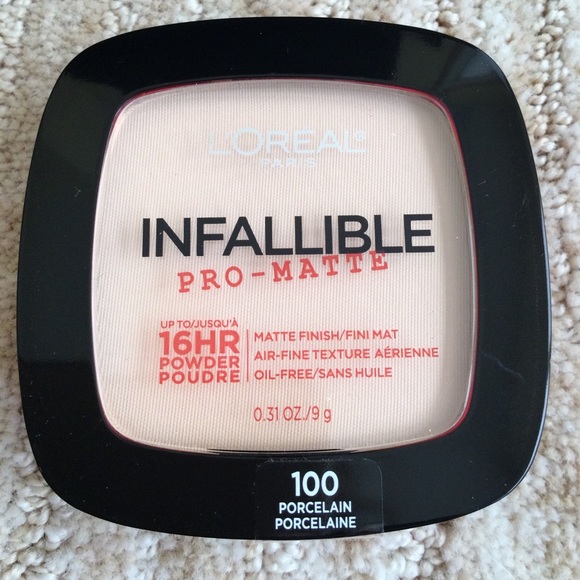 L'ORÉAL®
PARIS
INFALLIBLE
PRO-MATTE
UP TO/JUSQU'À
16HR
POWDER
POUDRE
MATTE FINISH/FINI MAT
AIR-FINE TEXTURE AÉRIENNE
OIL-FREE/SANS HUILE
0.31 OZ./9 g
100
PORCELAIN
PORCELAINE